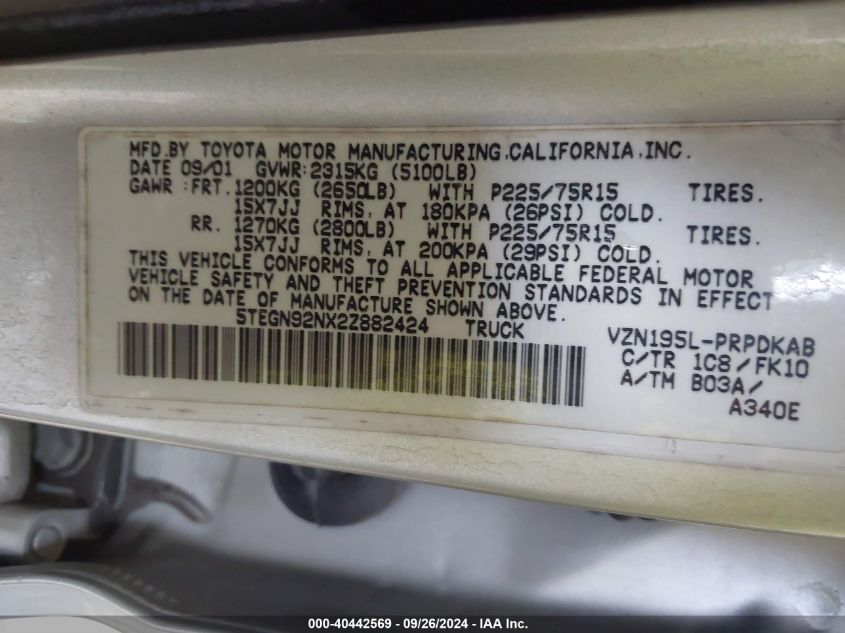 MFD.BY TOYOTA MOTOR MANUFACTURING,CALIFORNIA,INC.
DATE 09/01 GVWR:2315KG (5100LB)
GAWR :FRT. 1200KG (2650LB) WITH P225/75R15 TIRES.
15X7JJ RIMS, AT 180KPA (26PSI) COLD.
RR. 1270KG (2800LB) WITH P225/75R15 TIRES.
15X7JJ RIMS, AT 200KPA (29PSI) COLD.
THIS VEHICLE CONFORMS TO ALL APPLICABLE FEDERAL MOTOR
VEHICLE SAFETY AND THEFT PREVENTION STANDARDS IN EFFECT
ON THE DATE OF MANUFACTURE SHOWN ABOVE.
5TEGN92NX2Z882424 TRUCK
VZN195L-PRPDKAB
C/TR 1C8/FK10
A/TM B03A/
A340E
000-40442569 - 09/26/2024 - IAA Inc.